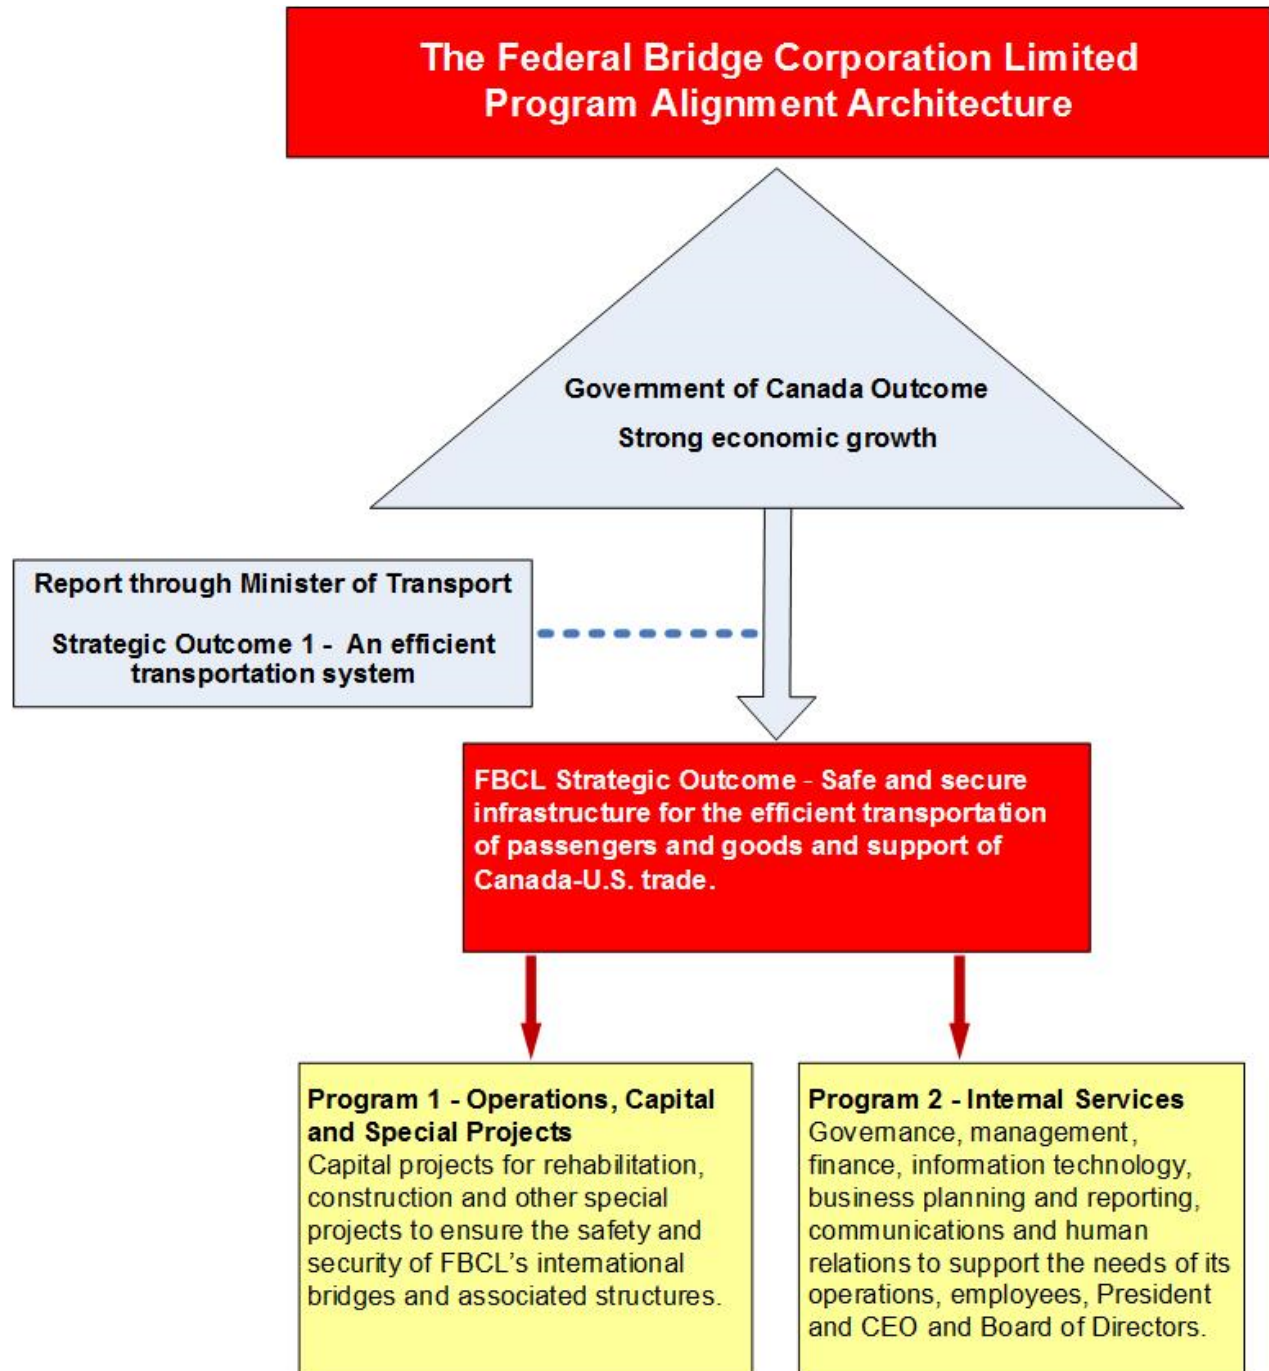 The Federal Bridge Corporation Limited
Program Alignment Architecture
Government of Canada Outcome
Strong economic growth
Report through Minister of Transport
Strategic Outcome 1 - An efficient
transportation system
FBCL Strategic Outcome - Safe and secure
infrastructure for the efficient transportation
of passengers and goods and support of
Canada-U.S. trade.
Program 1 - Operations, Capital
and Special Projects
Capital projects for rehabilitation,
construction and other special
projects to ensure the safety and
security of FBCL's international
bridges and associated structures.
Program 2 - Internal Services
Governance, management,
finance, information technology,
business planning and reporting,
communications and human
relations to support the needs of its
operations, employees, President
and CEO and Board of Directors.